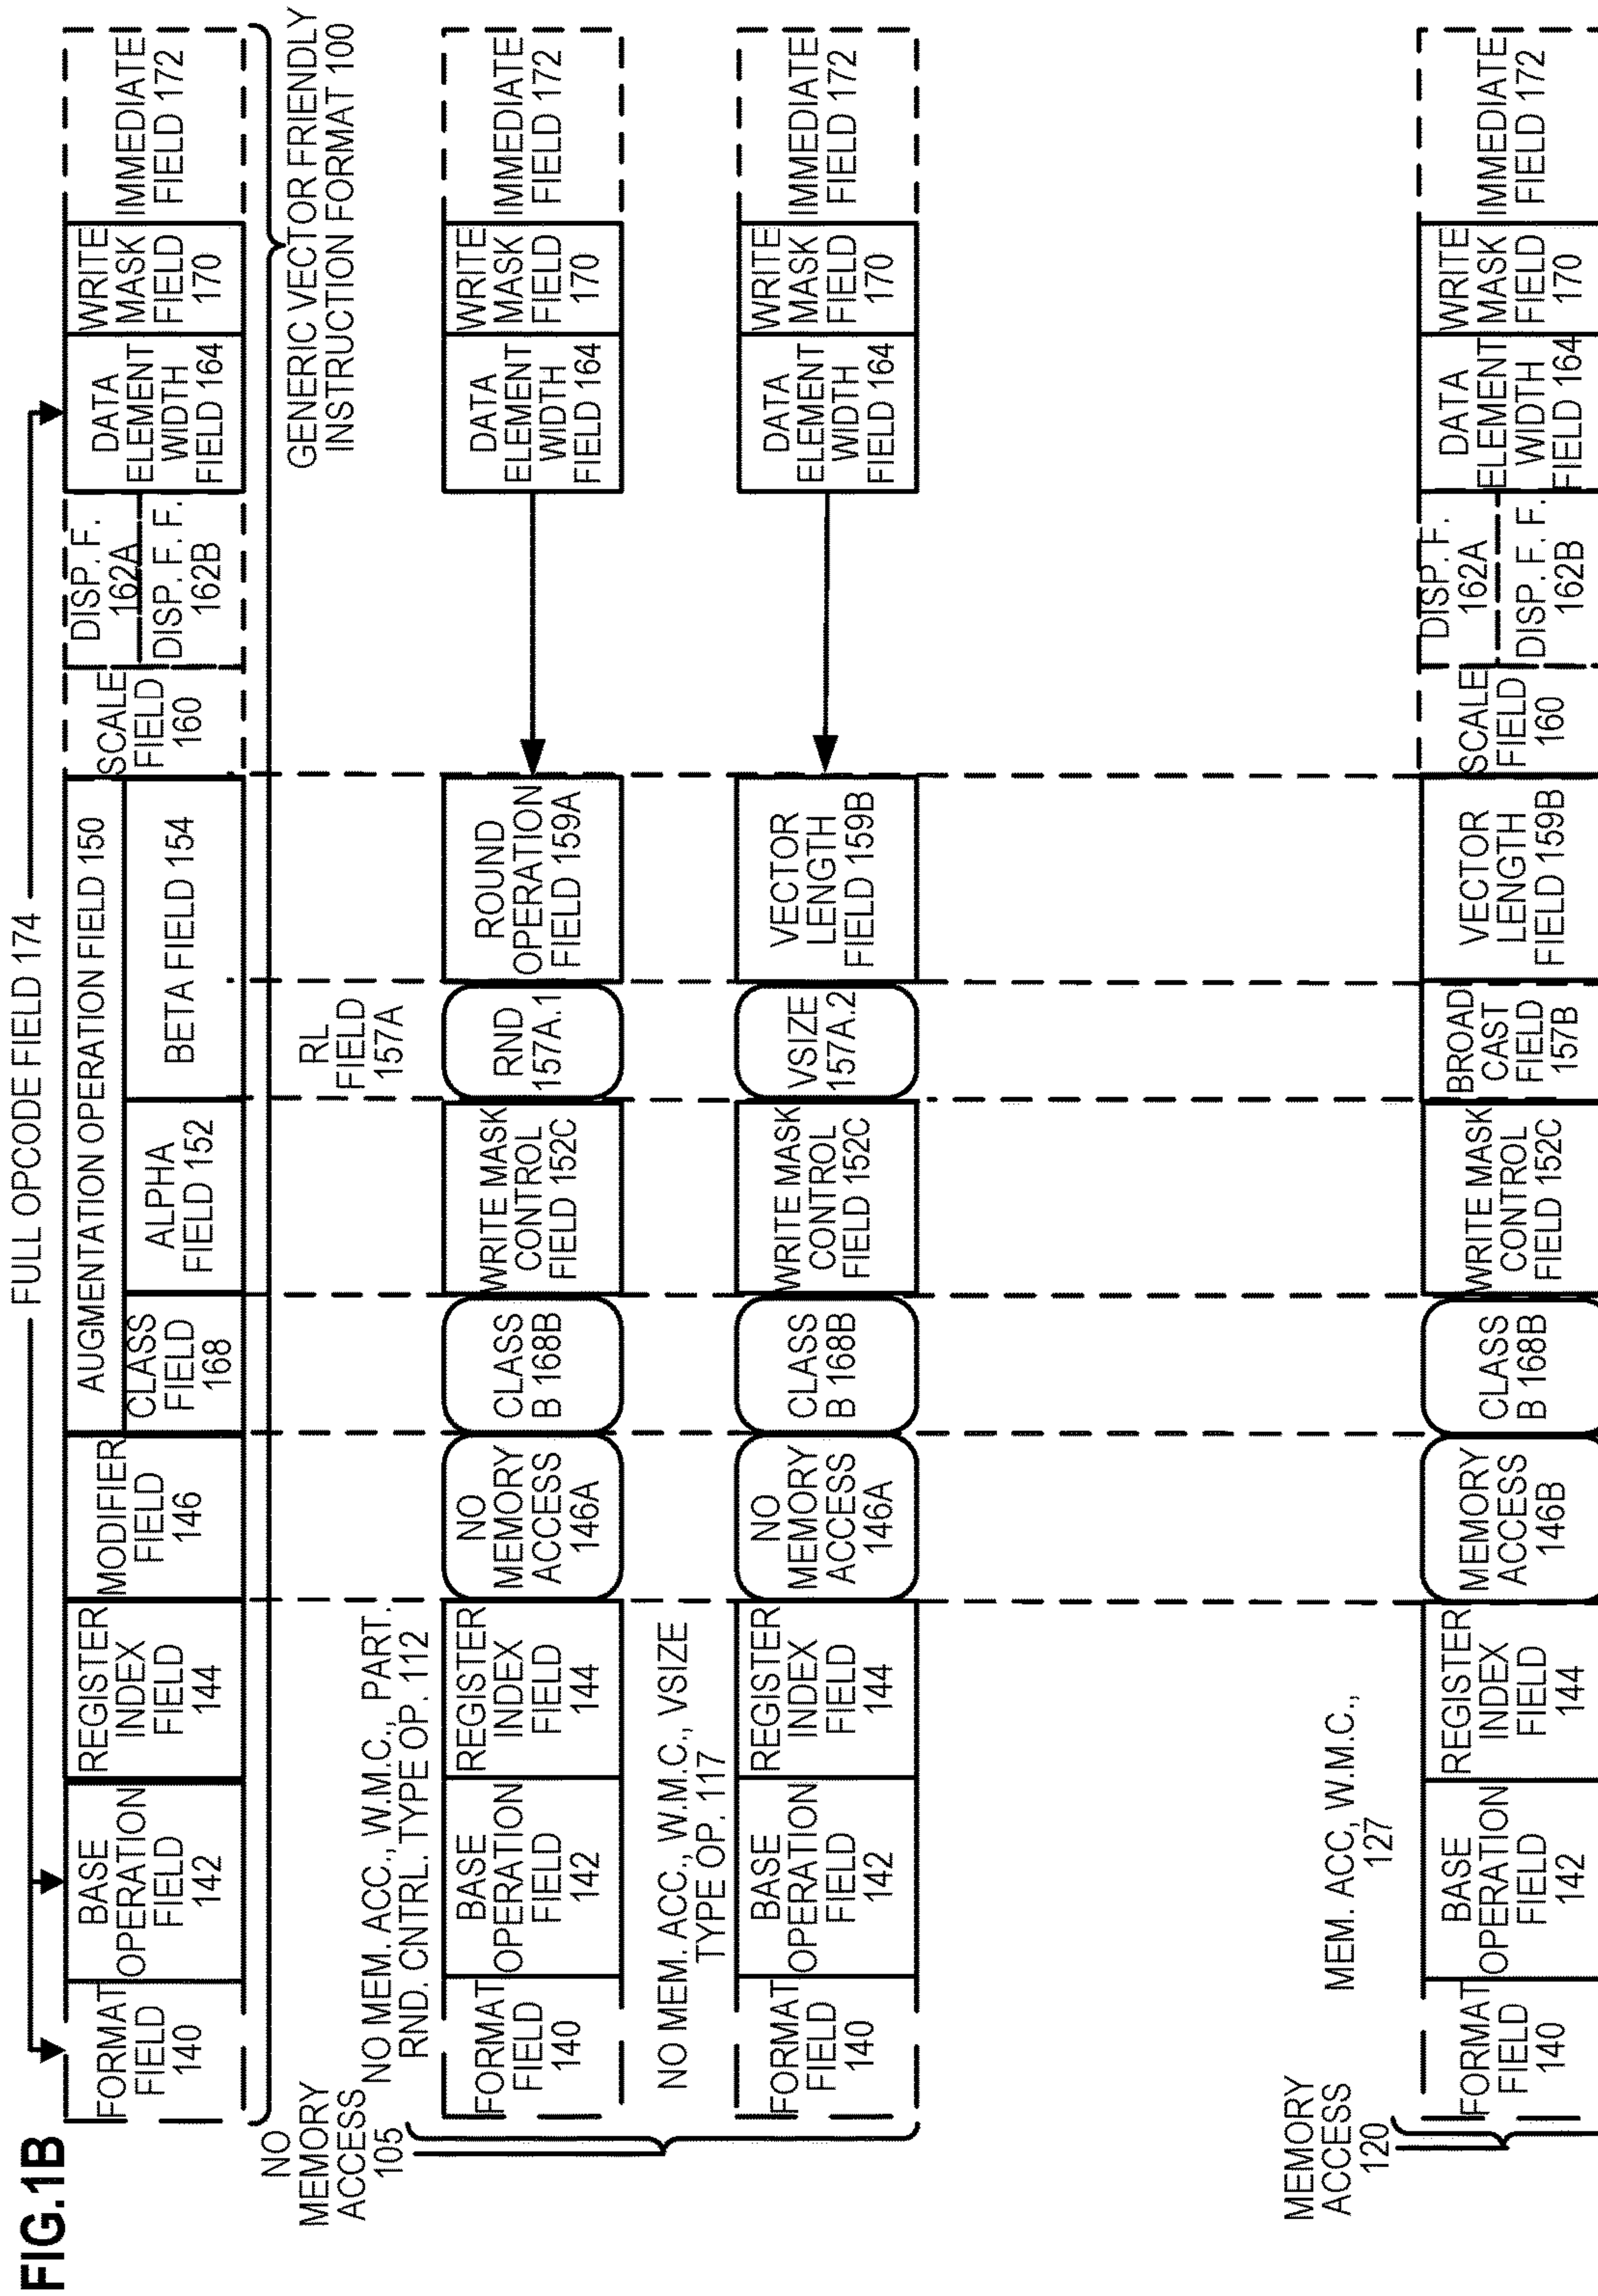 FIG.1B
FULL OPCODE FIELD 174
FORMAT
FIELD
140
BASE
OPERATION
FIELD
142
REGISTER
INDEX
FIELD
144
MODIFIER
FIELD
146
AUGMENTATION OPERATION FIELD 150
CLASS
FIELD
168
ALPHA
FIELD 152
BETA FIELD 154
SCALE
FIELD
160
DISP. F.
162A
DISP. F. F.
162B
DATA
ELEMENT
WIDTH
FIELD 164
WRITE
MASK
FIELD
170
IMMEDIATE
FIELD 172
GENERIC VECTOR FRIENDLY
INSTRUCTION FORMAT 100
NO
MEMORY
ACCESS
105
NO MEM. ACC., W.M.C., PART.
RND. CNTRL. TYPE OP. 112
RL
FIELD
157A
FORMAT
FIELD
140
BASE
OPERATION
FIELD
142
REGISTER
INDEX
FIELD
144
NO
MEMORY
ACCESS
146A
CLASS
B 168B
WRITE MASK
CONTROL
FIELD 152C
RND
157A.1
ROUND
OPERATION
FIELD 159A
DATA
ELEMENT
WIDTH
FIELD 164
WRITE
MASK
FIELD
170
IMMEDIATE
FIELD 172
NO MEM. ACC., W.M.C., VSIZE
TYPE OP. 117
FORMAT
FIELD
140
BASE
OPERATION
FIELD
142
REGISTER
INDEX
FIELD
144
NO
MEMORY
ACCESS
146A
CLASS
B 168B
WRITE MASK
CONTROL
FIELD 152C
VSIZE
157A.2
VECTOR
LENGTH
FIELD 159B
DATA
ELEMENT
WIDTH
FIELD 164
WRITE
MASK
FIELD
170
IMMEDIATE
FIELD 172
MEMORY
ACCESS
120
MEM. ACC, W.M.C.,
127
FORMAT
FIELD
140
BASE
OPERATION
FIELD
142
REGISTER
INDEX
FIELD
144
MEMORY
ACCESS
146B
CLASS
B 168B
WRITE MASK
CONTROL
FIELD 152C
BROAD
CAST
FIELD
157B
VECTOR
LENGTH
FIELD 159B
SCALE
FIELD
160
DISP. F.
162A
DISP. F. F.
162B
DATA
ELEMENT
WIDTH
FIELD 164
WRITE
MASK
FIELD
170
IMMEDIATE
FIELD 172